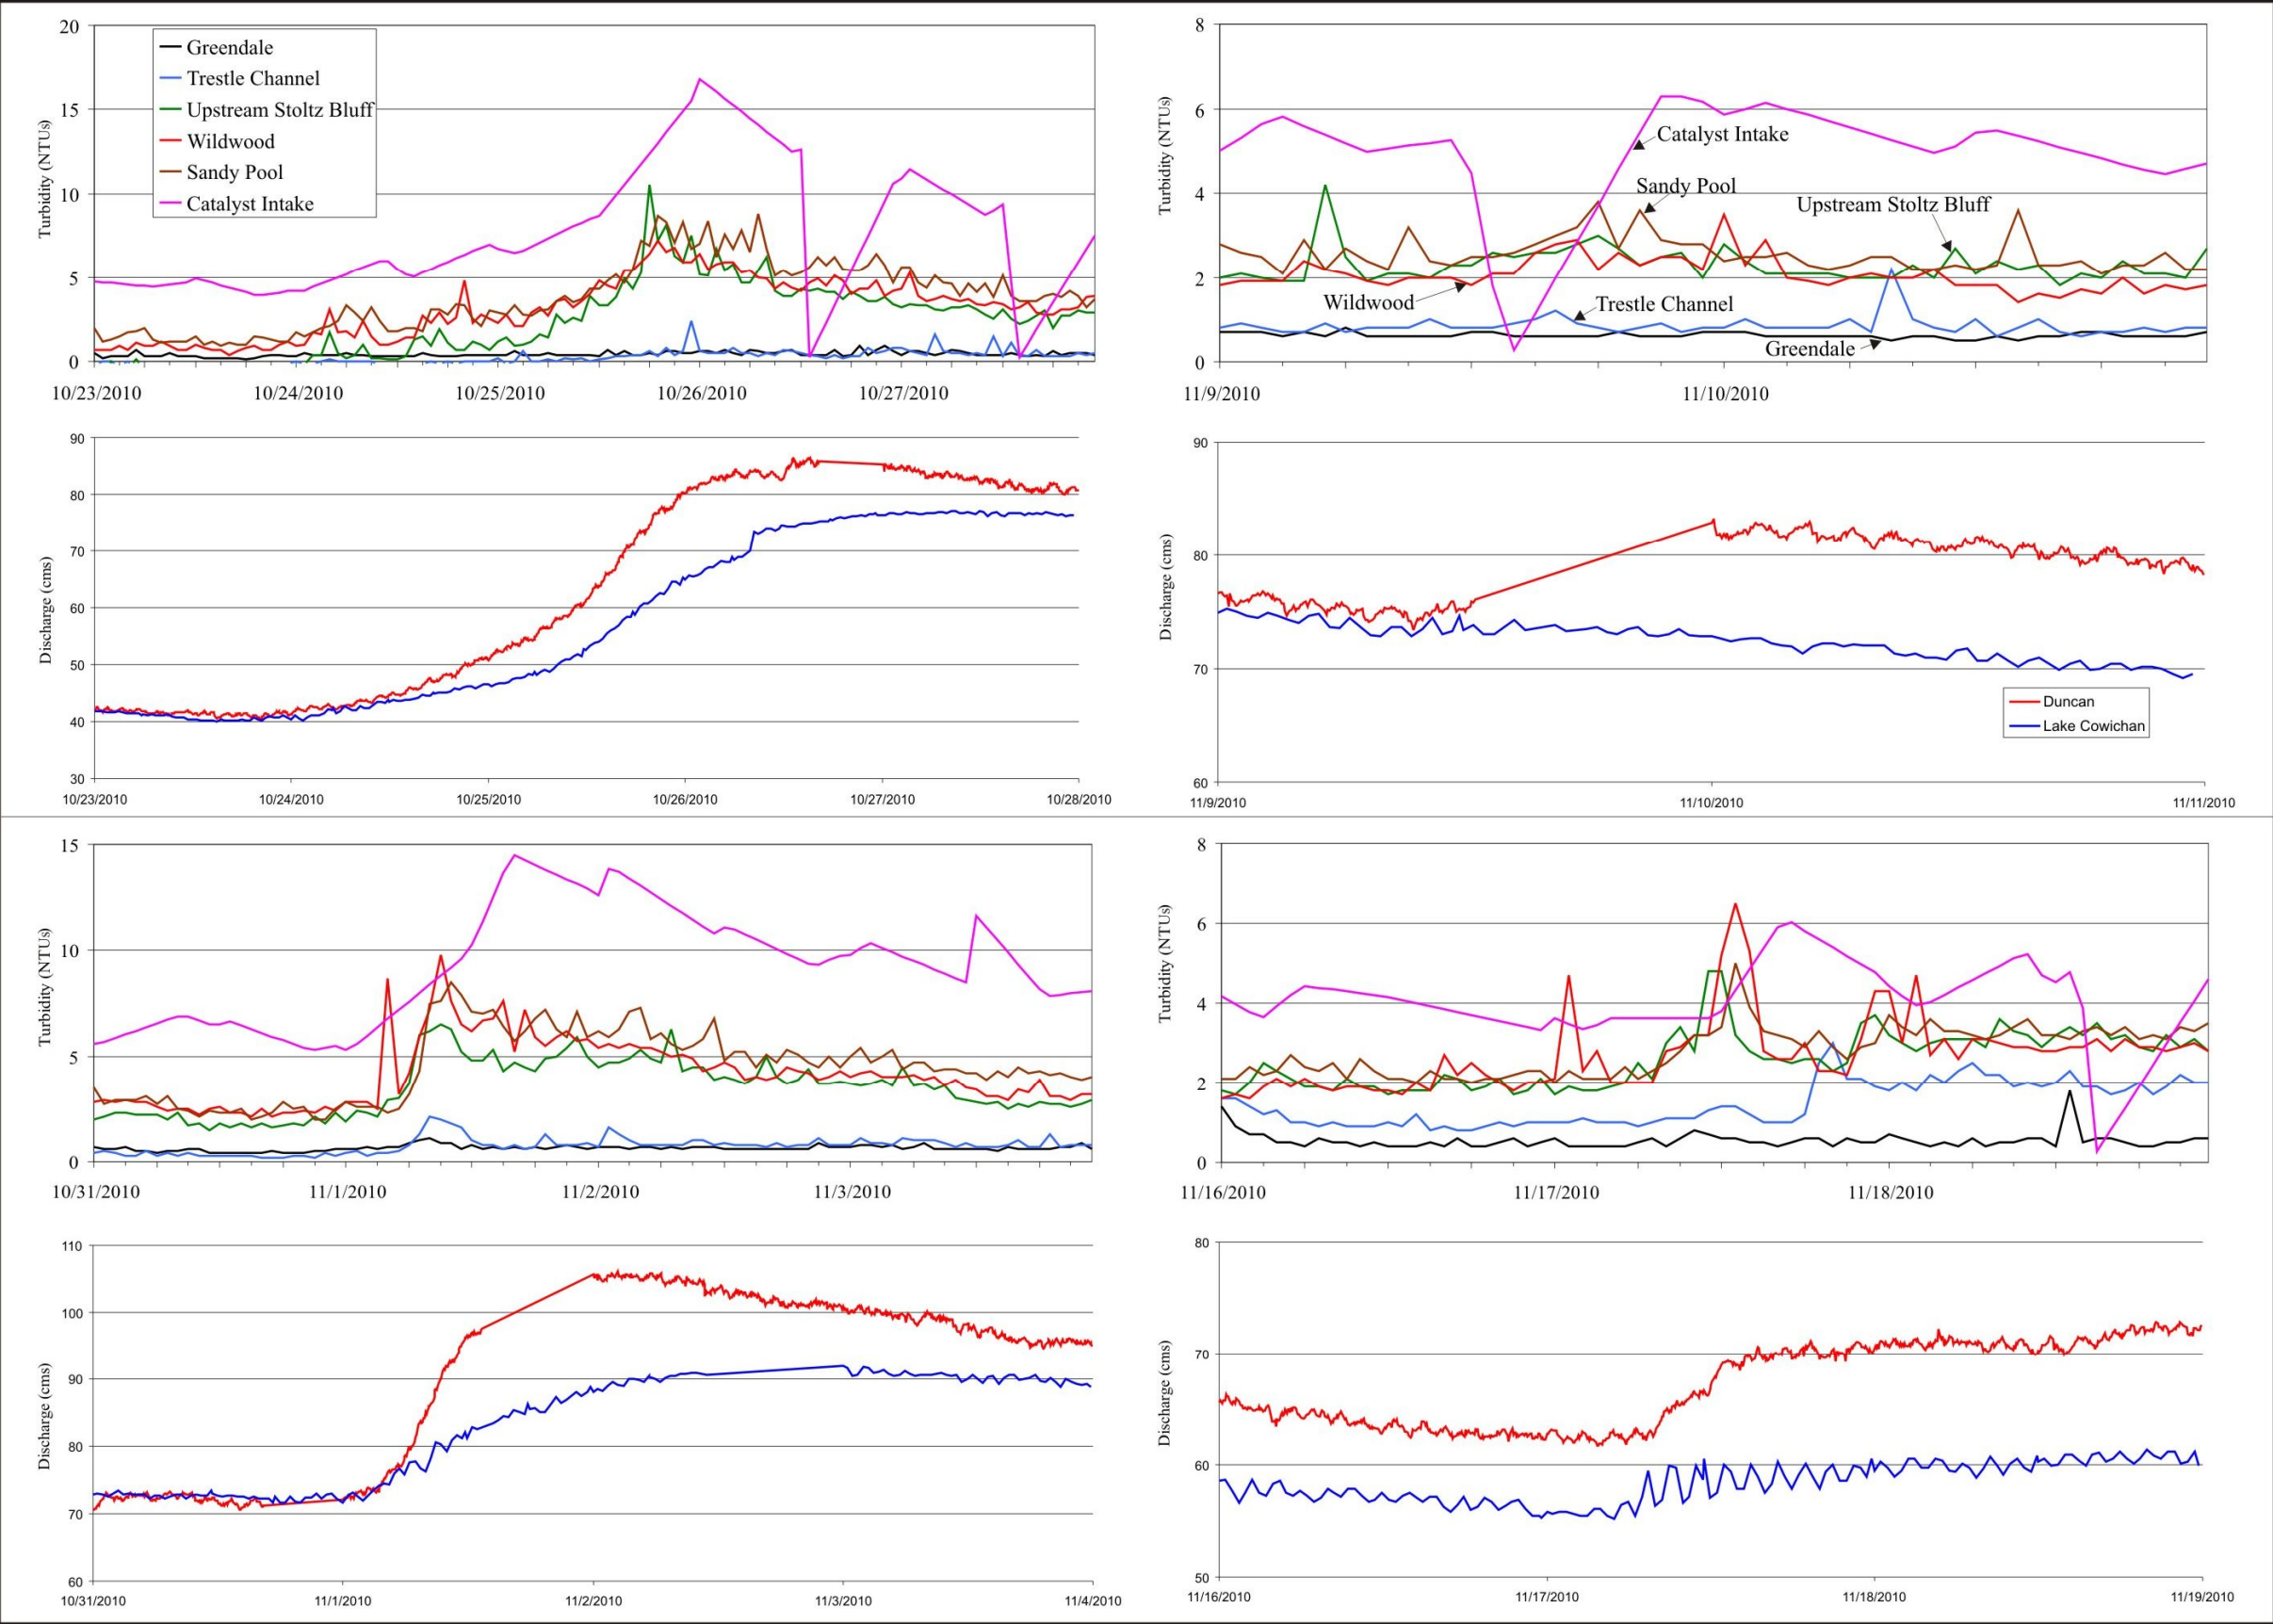 20
15
10
5
0
Turbidity (NTUs)
Greendale
Trestle Channel
Upstream Stoltz Bluff
Wildwood
Sandy Pool
Catalyst Intake
10/23/2010 10/24/2010 10/25/2010 10/26/2010 10/27/2010
8
6
4
2
0
Turbidity (NTUs)
Catalyst Intake
Sandy Pool
Upstream Stoltz Bluff
Wildwood
Trestle Channel
Greendale
11/9/2010 11/10/2010
90
80
70
60
50
40
30
Discharge (cms)
10/23/2010 10/24/2010 10/25/2010 10/26/2010 10/27/2010 10/28/2010
90
80
70
60
Discharge (cms)
Duncan
Lake Cowichan
11/9/2010 11/10/2010 11/11/2010
15
10
5
0
Turbidity (NTUs)
10/31/2010 11/1/2010 11/2/2010 11/3/2010
8
6
4
2
0
Turbidity (NTUs)
11/16/2010 11/17/2010 11/18/2010
110
100
90
80
70
60
Discharge (cms)
10/31/2010 11/1/2010 11/2/2010 11/3/2010 11/4/2010
80
70
60
50
Discharge (cms)
11/16/2010 11/17/2010 11/18/2010 11/19/2010